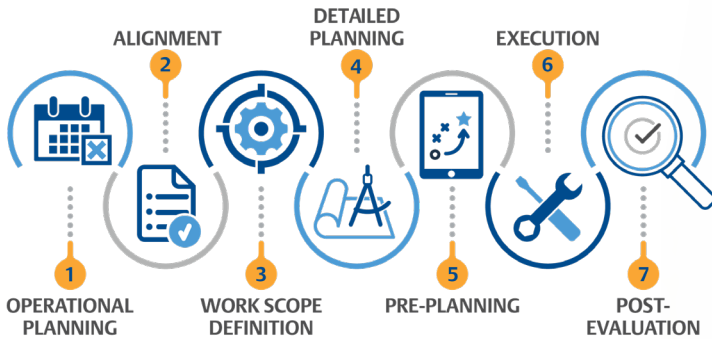 DETAILED
PLANNING
ALIGNMENT
EXECUTION
2
4
6
1
3
5
7
OPERATIONAL
PLANNING
WORK SCOPE
DEFINITION
PRE-PLANNING
POST-
EVALUATION